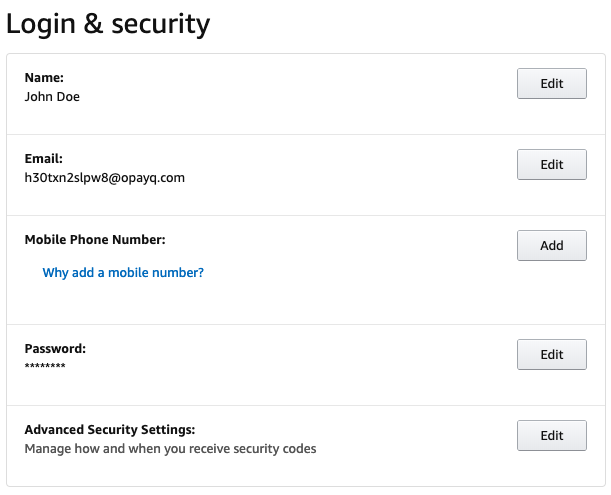 Login & security
Name:
John Doe
Edit
Email:
h30txn2slpw8@opayq.com
Edit
Mobile Phone Number:
Add
Why add a mobile number?
Password:
********
Edit
Advanced Security Settings:
Manage how and when you receive security codes
Edit